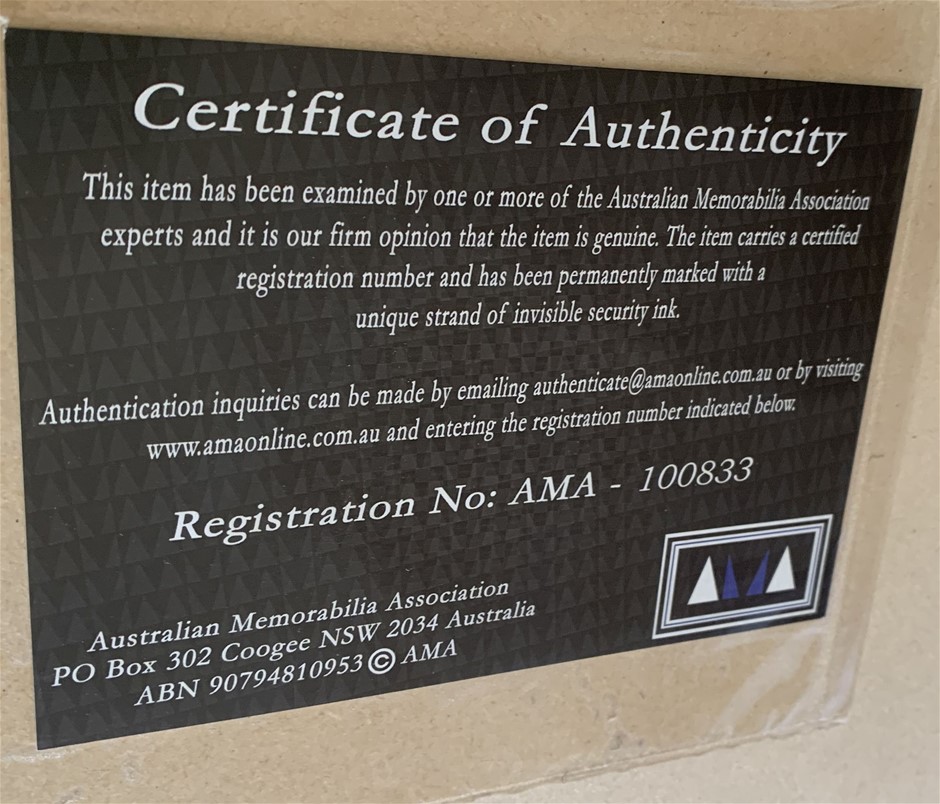 Certificate of Authenticity
This item has been examined by one or more of the Australian Memorabilia Association
experts and it is our firm opinion that the item is genuine. The item carries a certified
registration number and has been permanently marked with a
unique strand of invisible security ink.
Authentication inquiries can be made by emailing authenticate@amaonline.com.au or by visiting
www.amaonline.com.au and entering the registration number indicated below.
Registration No: AMA - 100833
AMA
Australian Memorabilia Association
PO Box 302 Coogee NSW 2034 Australia
ABN 90794810953 © AMA